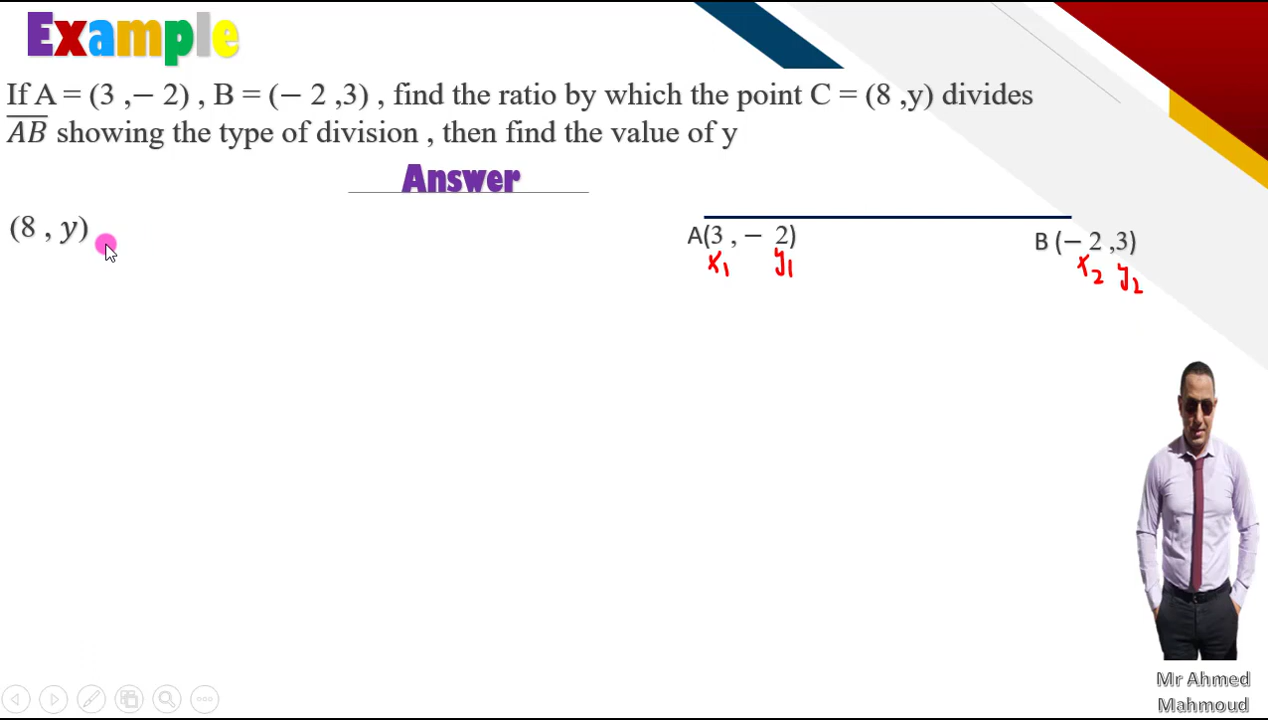 Example
If A = (3 ,− 2) , B = (− 2 ,3) , find the ratio by which the point C = (8 ,y) divides
A̅B̅ showing the type of division , then find the value of y
Answer
(8 , y)
A(3 , − 2)
x₁ y₁
B (− 2 ,3)
x₂ y₂
Mr Ahmed
Mahmoud